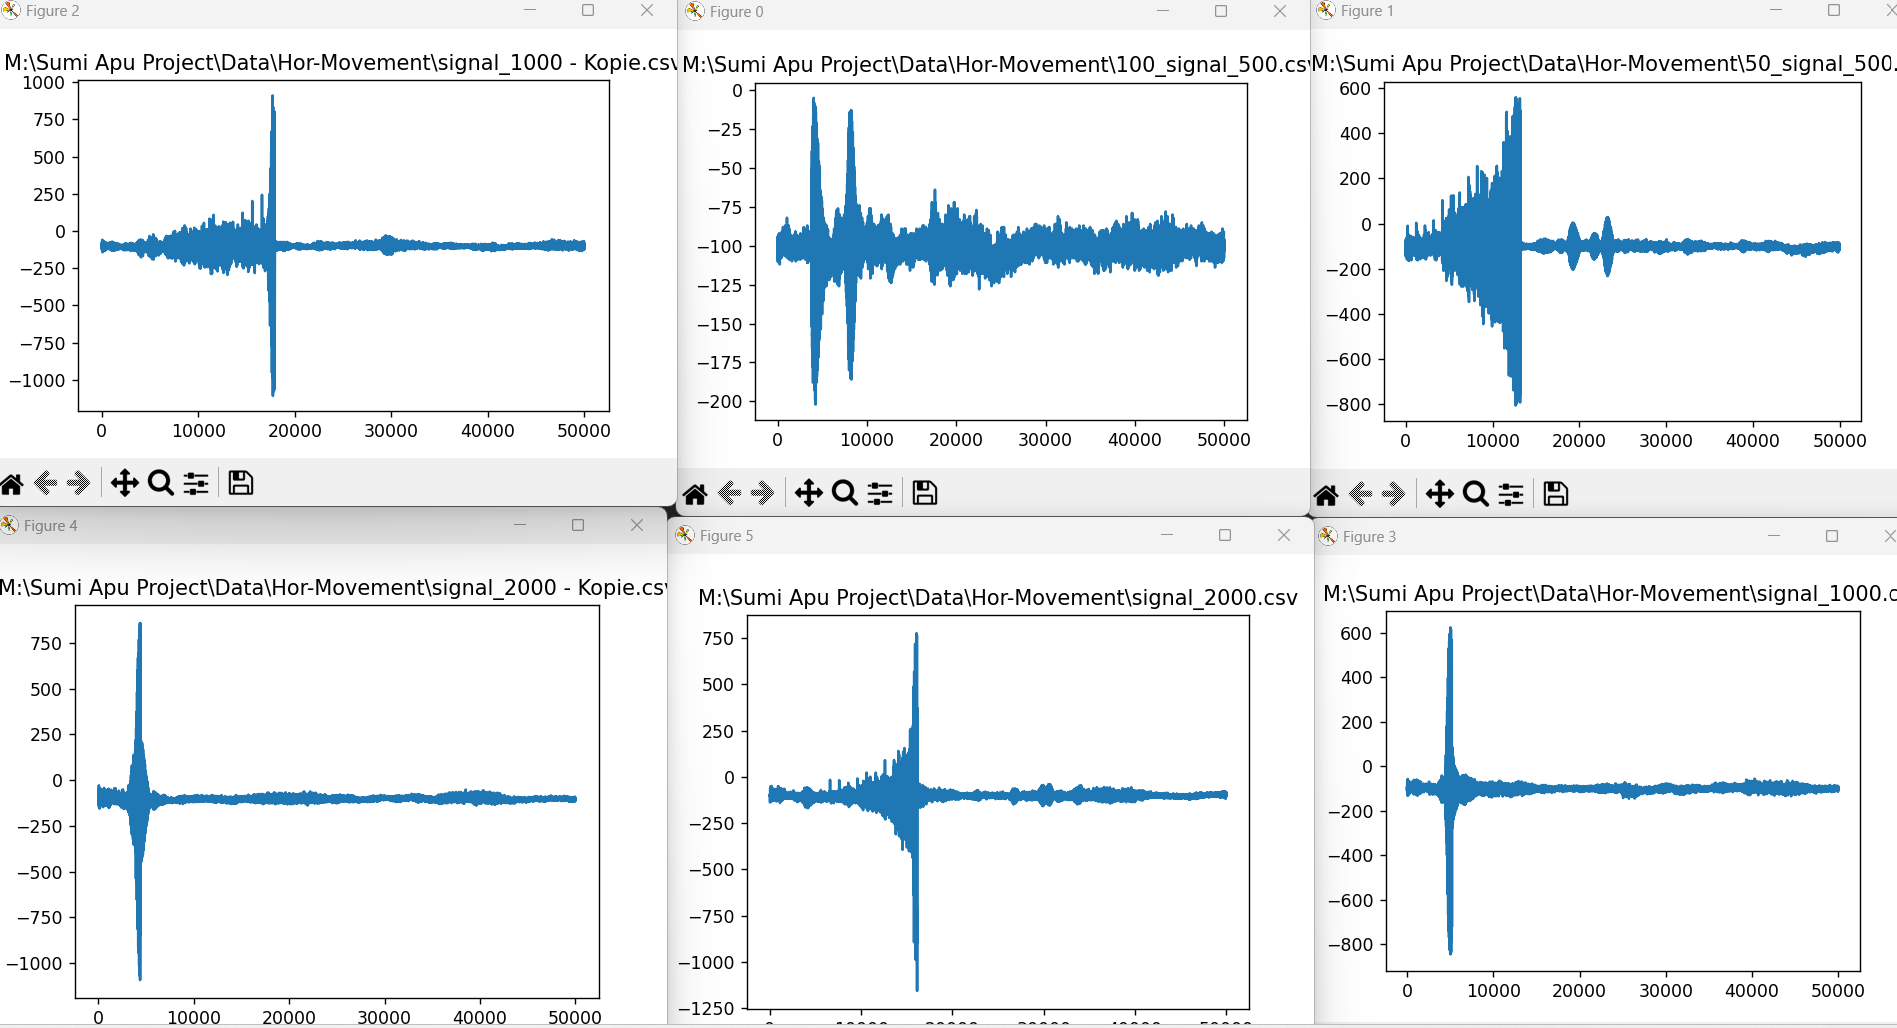 Figure 2
M:\Sumi Apu Project\Data\Hor-Movement\signal_1000 - Kopie.csv
1000
750
500
250
0
−250
−500
−750
−1000
0 10000 20000 30000 40000 50000
Figure 0
M:\Sumi Apu Project\Data\Hor-Movement\100_signal_500.csv
0
−25
−50
−75
−100
−125
−150
−175
−200
0 10000 20000 30000 40000 50000
Figure 1
M:\Sumi Apu Project\Data\Hor-Movement\50_signal_500.
600
400
200
0
−200
−400
−600
−800
0 10000 20000 30000 40000 50000
Figure 4
M:\Sumi Apu Project\Data\Hor-Movement\signal_2000 - Kopie.csv
750
500
250
0
−250
−500
−750
−1000
0 10000 20000 30000 40000 50000
Figure 5
M:\Sumi Apu Project\Data\Hor-Movement\signal_2000.csv
750
500
250
0
−250
−500
−750
−1000
−1250
0 10000 20000 30000 40000 50000
Figure 3
M:\Sumi Apu Project\Data\Hor-Movement\signal_1000.c
600
400
200
0
−200
−400
−600
−800
0 10000 20000 30000 40000 50000